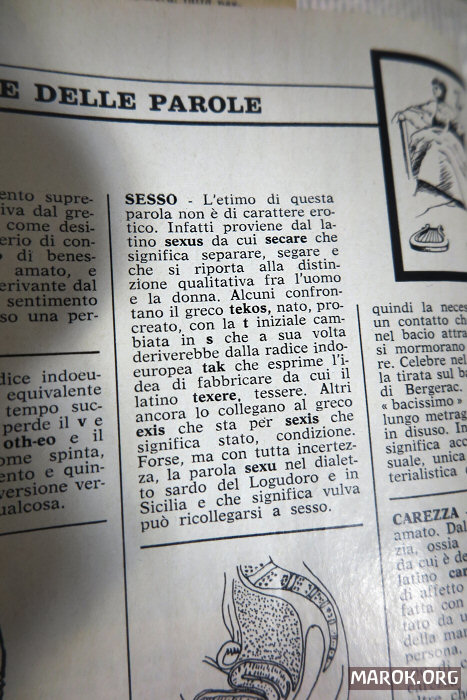 E DELLE PAROLE
ento supre-
iva dal gre-
come desi-
erio di con-
» di benes-
amato, e
erivante dal
sentimento
so una per-
dice indoeu-
equivalente
tempo suc-
perde il v e
oth-eo e il
ome spinta,
ento e quin-
versione ver-
ualcosa.
SESSO - L'etimo di questa
parola non è di carattere ero-
tico. Infatti proviene dal la-
tino sexus da cui secare che
significa separare, segare e
che si riporta alla distin-
zione qualitativa fra l'uomo
e la donna. Alcuni confron-
tano il greco tekos, nato, pro-
creato, con la t iniziale cam-
biata in s che a sua volta
deriverebbe dalla radice indo-
europea tak che esprime l'i-
dea di fabbricare da cui il
latino texere, tessere. Altri
ancora lo collegano al greco
exis che sta per sexis che
significa stato, condizione.
Forse, ma con tutta incertez-
za, la parola sexu nel dialet-
to sardo del Logudoro e in
Sicilia e che significa vulva
può ricollegarsi a sesso.
quindi la neces
un contatto ch
nel bacio attra
si mormorano
re. Celebre nel
la tirata sul ba
di Bergerac.
« bacissimo »
lungo metrag
in disuso. In
significa acc
suale, unica
terialistica
CAREZZA
amato. Dal
zia, ossia
da cui è de
latino car
di affetto
fatta con
tato da u
della ma
persona.
MAROK.ORG